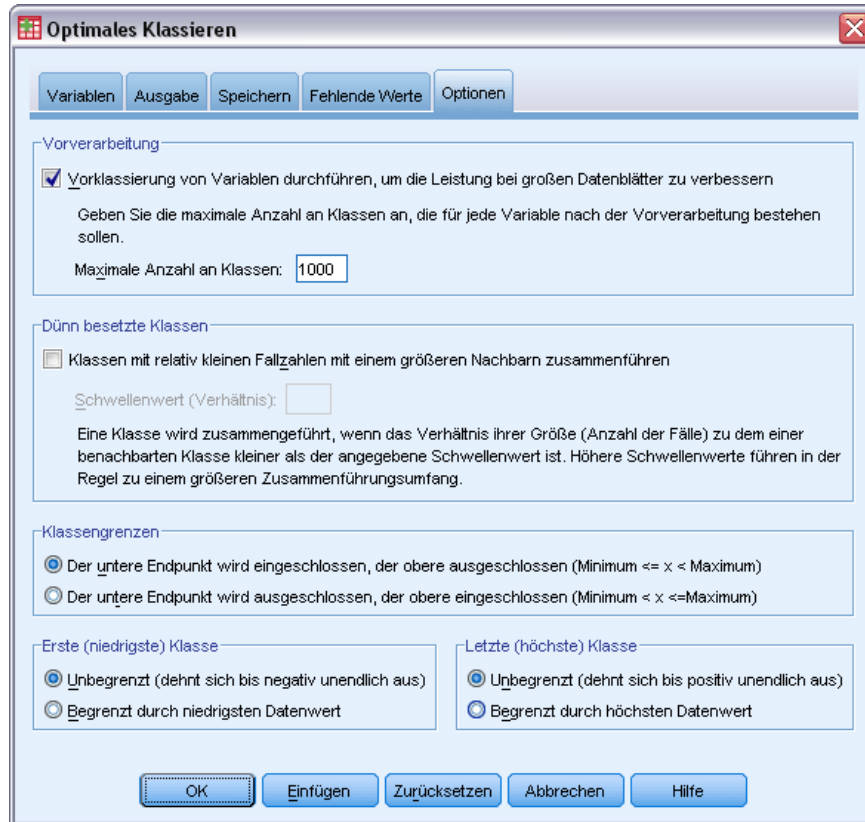 Optimales Klassieren
Variablen Ausgabe Speichern Fehlende Werte Optionen
Vorverarbeitung
Vorklassierung von Variablen durchführen, um die Leistung bei großen Datenblätter zu verbessern
Geben Sie die maximale Anzahl an Klassen an, die für jede Variable nach der Vorverarbeitung bestehen
sollen.
Maximale Anzahl an Klassen: 1000
Dünn besetzte Klassen
Klassen mit relativ kleinen Fallzahlen mit einem größeren Nachbarn zusammenführen
Schwellenwert (Verhältnis):
Eine Klasse wird zusammengeführt, wenn das Verhältnis ihrer Größe (Anzahl der Fälle) zu dem einer
benachbarten Klasse kleiner als der angegebene Schwellenwert ist. Höhere Schwellenwerte führen in der
Regel zu einem größeren Zusammenführungsumfang.
Klassengrenzen
Der untere Endpunkt wird eingeschlossen, der obere ausgeschlossen (Minimum <= x < Maximum)
Der untere Endpunkt wird ausgeschlossen, der obere eingeschlossen (Minimum < x <=Maximum)
Erste (niedrigste) Klasse
Unbegrenzt (dehnt sich bis negativ unendlich aus)
Begrenzt durch niedrigsten Datenwert
Letzte (höchste) Klasse
Unbegrenzt (dehnt sich bis positiv unendlich aus)
Begrenzt durch höchsten Datenwert
OK Einfügen Zurücksetzen Abbrechen Hilfe